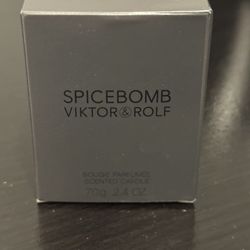 SPICEBOMB
VIKTOR&ROLF
BOUGIE PARFUMÉE
SCENTED CANDLE
70g 2.4 OZ